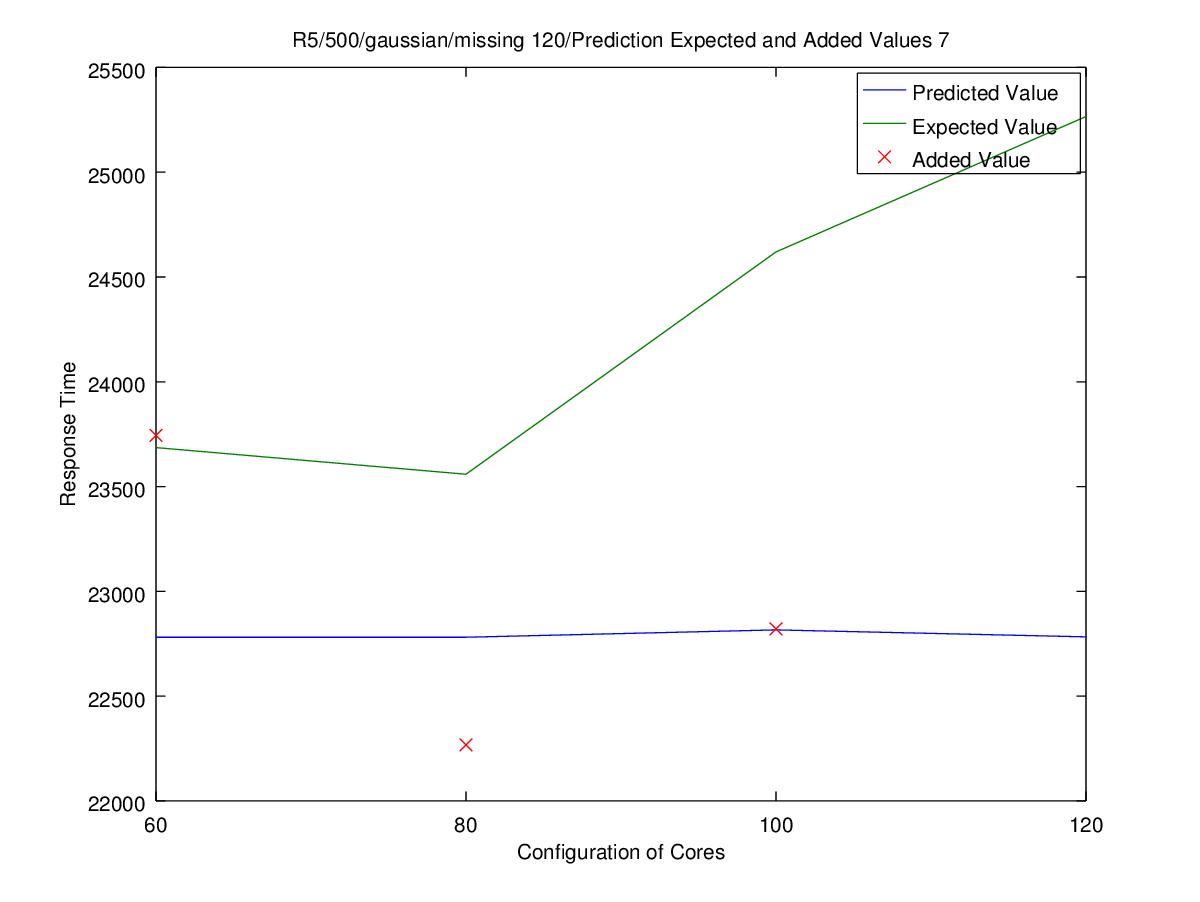 R5/500/gaussian/missing 120/Prediction Expected and Added Values 7
25500
25000
24500
24000
23500
23000
22500
22000
Response Time
Predicted Value
Expected Value
Added Value
60 80 100 120
Configuration of Cores